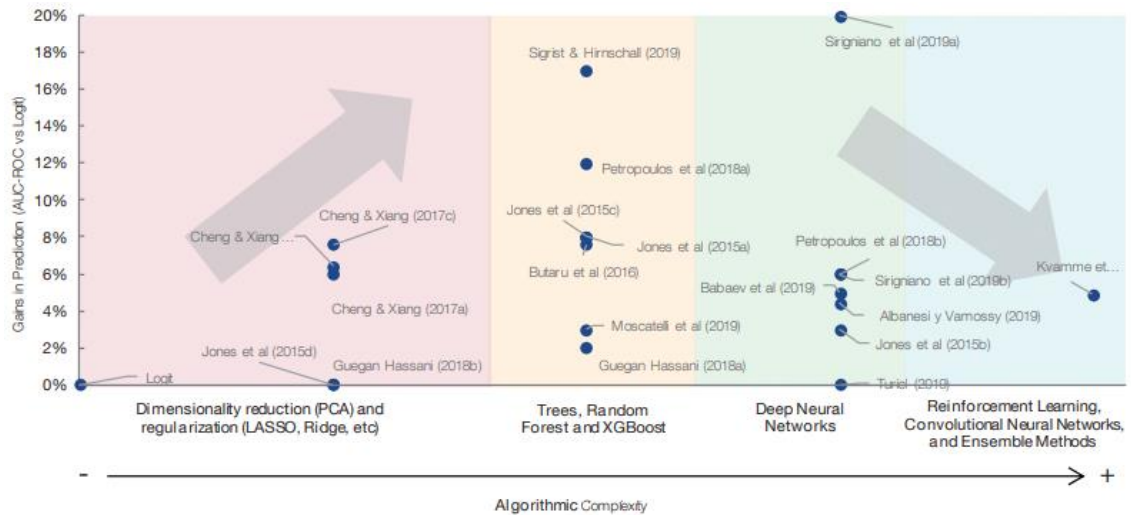 Gains in Prediction (AUC-ROC vs Logit)
20%
18%
16%
14%
12%
10%
8%
6%
4%
2%
0%
Logit
Cheng & Xiang (2017c)
Cheng & Xiang ...
Cheng & Xiang (2017a)
Jones et al (2015d)
Guegan Hassani (2018b)
Sigrist & Hirnschall (2019)
Petropoulos et al (2018a)
Jones et al (2015c)
Jones et al (2015a)
Butaru et al (2016)
Moscatelli et al (2019)
Guegan Hassani (2018a)
Sirigniano et al (2019a)
Petropoulos et al (2018b)
Sirigniano et al (2019b)
Babaev et al (2019)
Albanesi y Vamossy (2019)
Jones et al (2015b)
Turiel (2019)
Kvamme et...
Dimensionality reduction (PCA) and
regularization (LASSO, Ridge, etc)
Trees, Random
Forest and XGBoost
Deep Neural
Networks
Reinforcement Learning,
Convolutional Neural Networks,
and Ensemble Methods
- +
Algorithmic Complexity